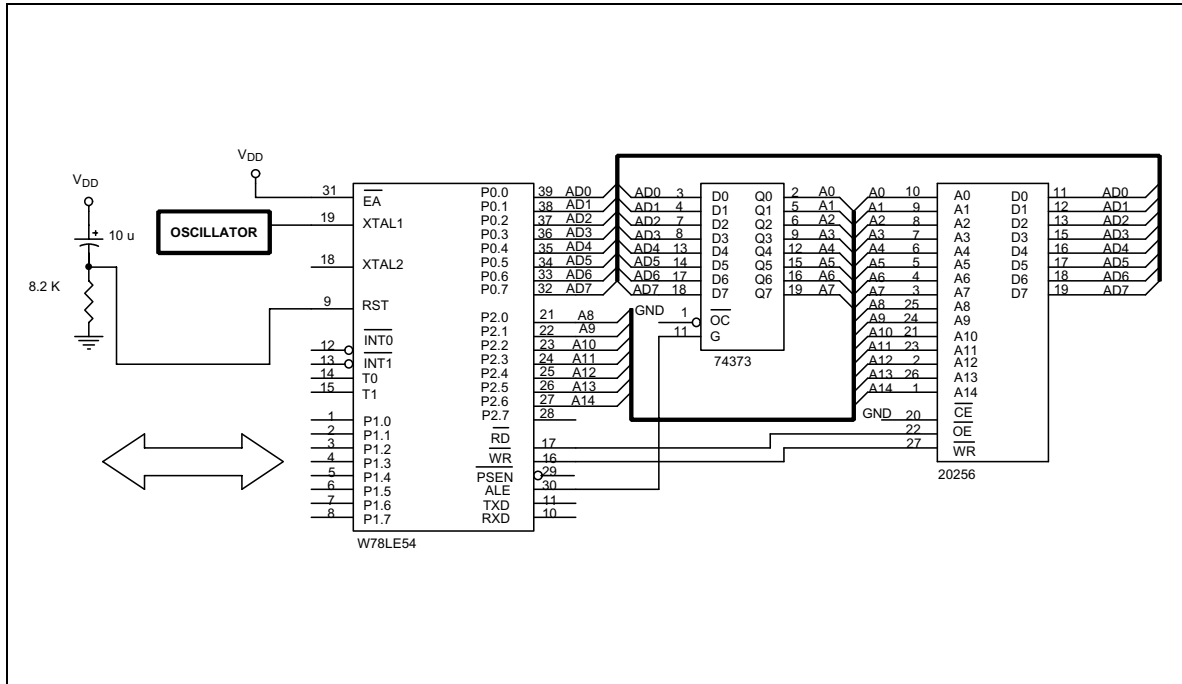 VDD
VDD
10 u
8.2 K
OSCILLATOR
31
19
18
9
12
13
14
15
1
2
3
4
5
6
7
8
EA
XTAL1
XTAL2
RST
INT0
INT1
T0
T1
P1.0
P1.1
P1.2
P1.3
P1.4
P1.5
P1.6
P1.7
P0.0 39 AD0
P0.1 38 AD1
P0.2 37 AD2
P0.3 36 AD3
P0.4 35 AD4
P0.5 34 AD5
P0.6 33 AD6
P0.7 32 AD7
P2.0 21 A8
P2.1 22 A9
P2.2 23 A10
P2.3 24 A11
P2.4 25 A12
P2.5 26 A13
P2.6 27 A14
P2.7 28
RD 17
WR 16
PSEN 29
ALE 30
TXD 11
RXD 10
W78LE54
AD0 3 D0 Q0 2 A0
AD1 4 D1 Q1 5 A1
AD2 7 D2 Q2 6 A2
AD3 8 D3 Q3 9 A3
AD4 13 D4 Q4 12 A4
AD5 14 D5 Q5 15 A5
AD6 17 D6 Q6 16 A6
AD7 18 D7 Q7 19 A7
GND 1 OC
11 G
74373
A0 10 A0 D0 11 AD0
A1 9 A1 D1 12 AD1
A2 8 A2 D2 13 AD2
A3 7 A3 D3 15 AD3
A4 6 A4 D4 16 AD4
A5 5 A5 D5 17 AD5
A6 4 A6 D6 18 AD6
A7 3 A7 D7 19 AD7
A8 25 A8
A9 24 A9
A10 21 A10
A11 23 A11
A12 2 A12
A13 26 A13
A14 1 A14
GND 20 CE
22 OE
27 WR
20256